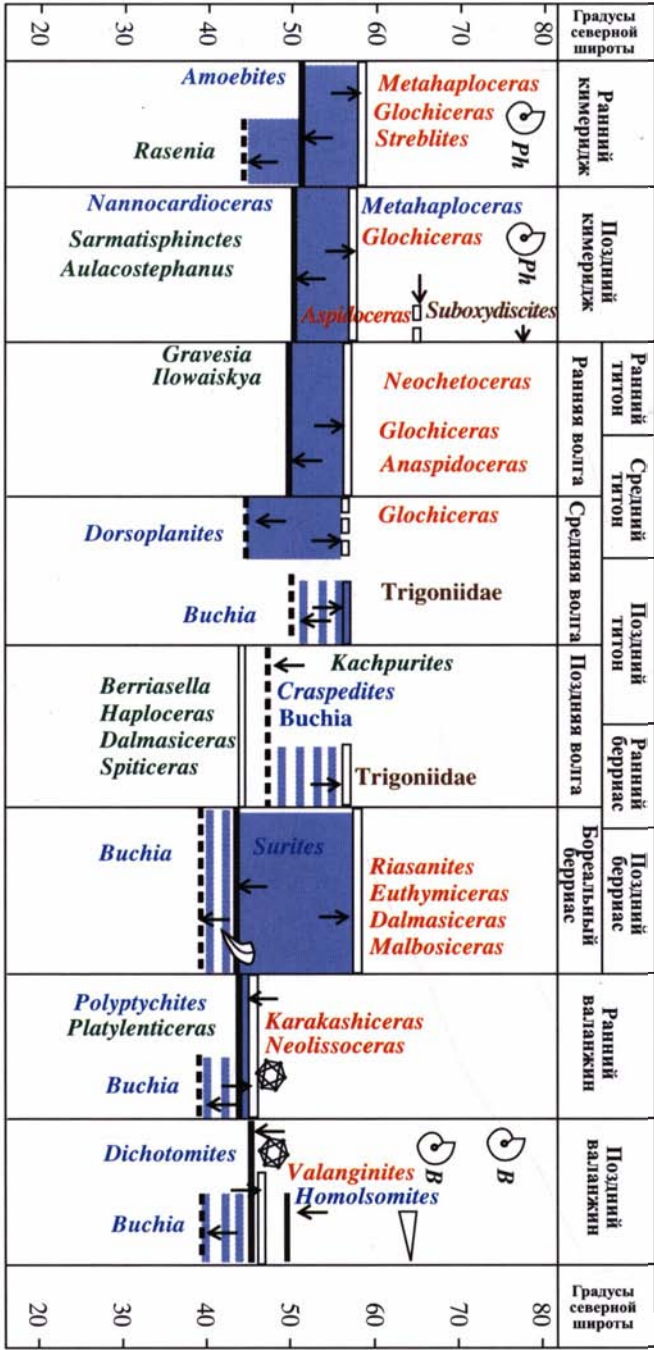 20 30 40 50 60 70 80
Градусы
северной
широты
Amoebites
Metahaploceras
Glochiceras
Streblites
Rasenia
Ph
Ранний
кимеридж
Nannocardioceras
Metahaploceras
Sarmatisphinctes
Glochiceras
Aulacostephanus
Ph
Aspidoceras
Suboxydiscites
Поздний
кимеридж
Gravesia
Ilowaiskya
Neochetoceras
Glochiceras
Anaspidoceras
Ранняя волга
Ранний
титон
Средний
титон
Dorsoplanites
Glochiceras
Buchia
Trigoniidae
Средняя волга
Поздний
титон
Kachpurites
Berriasella
Craspedites
Haploceras
Buchia
Dalmasiceras
Spiticeras
Trigoniidae
Поздняя волга
Ранний
берриас
Buchia
Surites
Riasanites
Euthymiceras
Dalmasiceras
Malbosiceras
Бореальный
берриас
Поздний
берриас
Polyptychites
Platylenticeras
Karakashiceras
Neolissoceras
Buchia
Ранний
валанжин
Dichotomites
Valanginites
B
B
Homolsomites
Buchia
Поздний
валанжин
Градусы
северной
широты
20 30 40 50 60 70 80